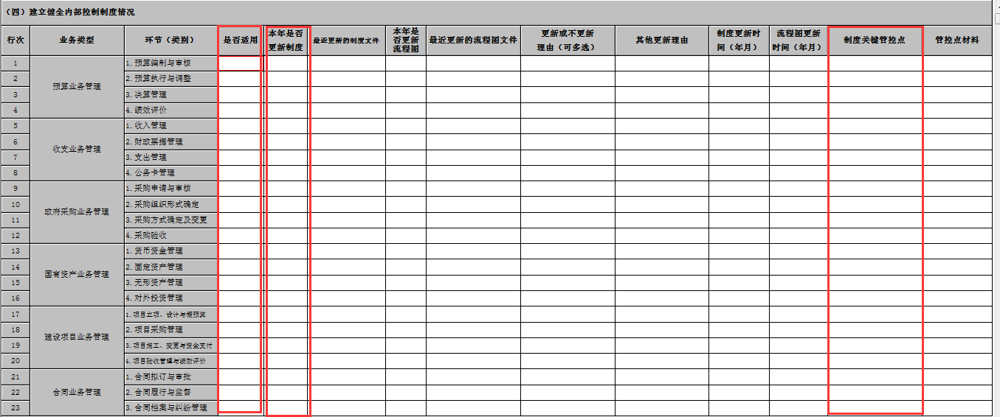 （四）建立健全内部控制制度情况
行次 业务类型 环节（类别） 是否适用 本年是否更新制度 最近更新的制度文件 本年是否更新流程图 最近更新的流程图文件 更新或不更新理由（可多选） 其他更新理由 制度更新时间（年月） 流程图更新时间（年月） 制度关键管控点 管控点材料
1 预算业务管理 1. 预算编制与审核
2 2. 预算执行与调整
3 3. 决算管理
4 4. 绩效评价
5 收支业务管理 1. 收入管理
6 2. 财政票据管理
7 3. 支出管理
8 4. 公务卡管理
9 政府采购业务管理 1. 采购申请与审核
10 2. 采购组织形式确定
11 3. 采购方式确定及变更
12 4. 采购验收
13 国有资产业务管理 1. 货币资金管理
14 2. 固定资产管理
15 3. 无形资产管理
16 4. 对外投资管理
17 建设项目业务管理 1. 项目立项、设计与概预算
18 2. 项目采购管理
19 3. 项目施工、变更与资金支付
20 4. 项目验收管理与绩效评价
21 合同业务管理 1. 合同拟订与审批
22 2. 合同履行与监督
23 3. 合同档案与纠纷管理